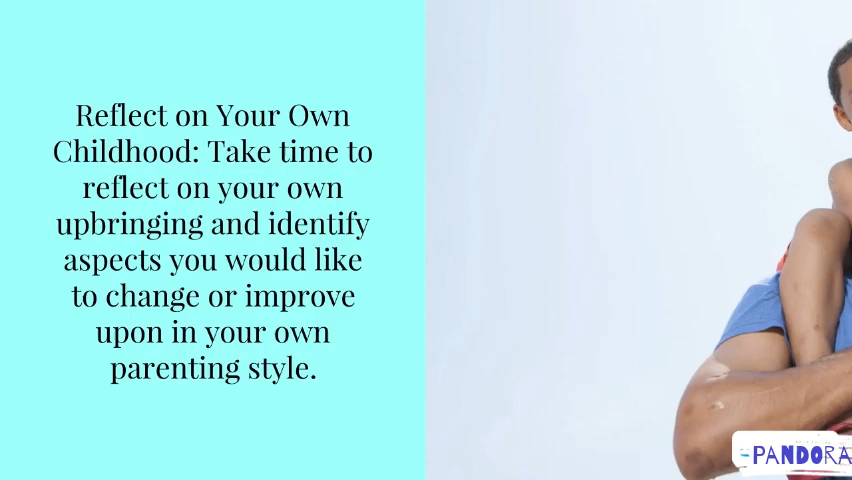 Reflect on Your Own
Childhood: Take time to
reflect on your own
upbringing and identify
aspects you would like
to change or improve
upon in your own
parenting style.
PANDORA